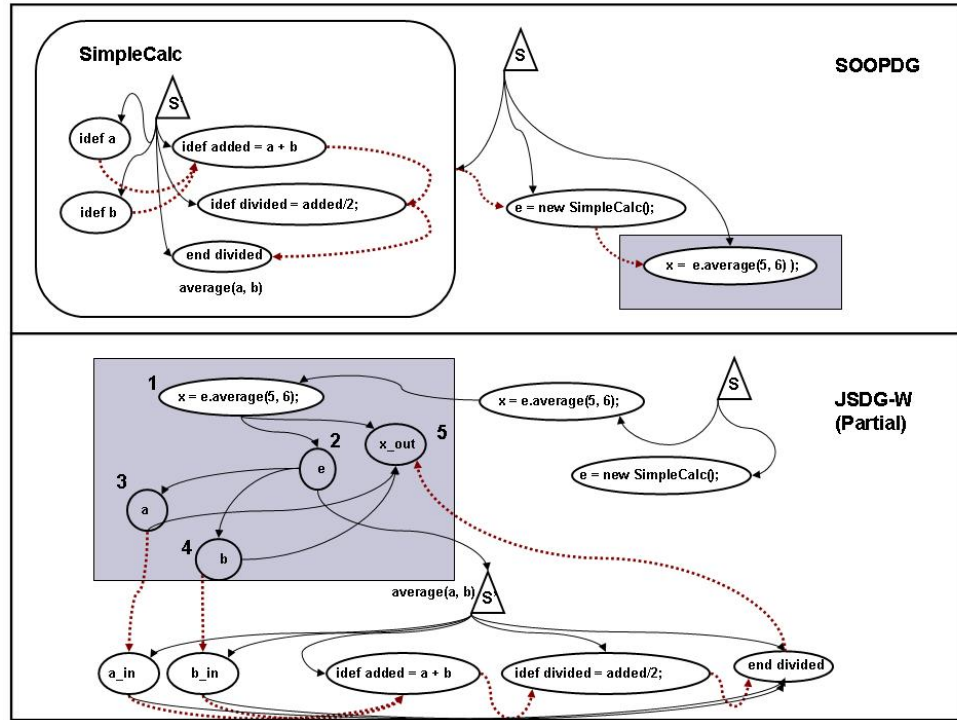 SimpleCalc
S
idef a
idef added = a + b
idef b
idef divided = added/2;
end divided
average(a, b)
S
SOOPDG
e = new SimpleCalc();
x = e.average(5, 6) );
1
x = e.average(5, 6);
2
e
x_out
5
3
a
4
b
x = e.average(5, 6);
S
e = new SimpleCalc();
JSDG-W
(Partial)
average(a, b)
S'
a_in
b_in
idef added = a + b
idef divided = added/2;
end divided